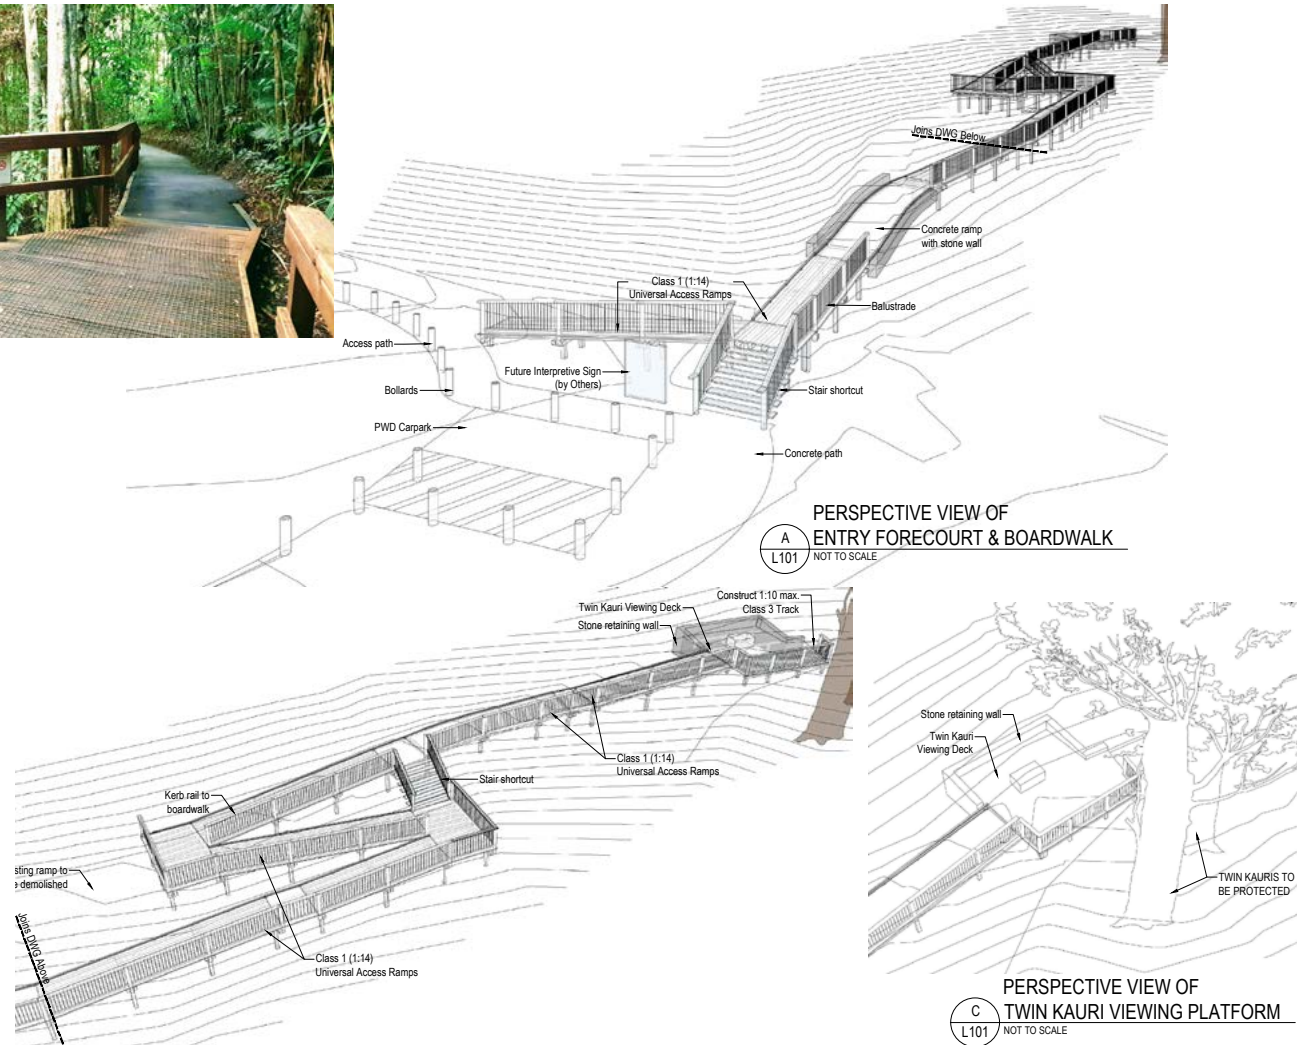 Joins DWG Below
Concrete ramp
with stone wall
Class 1 (1:14)
Universal Access Ramps
Balustrade
Access path
Future Interpretive Sign
(by Others)
Bollards
Stair shortcut
PWD Carpark
Concrete path
PERSPECTIVE VIEW OF
A
ENTRY FORECOURT & BOARDWALK
L101
NOT TO SCALE
Twin Kauri Viewing Deck
Stone retaining wall
Construct 1:10 max.
Class 3 Track
Class 1 (1:14)
Universal Access Ramps
Stair shortcut
Kerb rail to
boardwalk
sting ramp to
e demolished
Joins DWG Above
Class 1 (1:14)
Universal Access Ramps
Stone retaining wall
Twin Kauri
Viewing Deck
TWIN KAURIS TO
BE PROTECTED
PERSPECTIVE VIEW OF
C
TWIN KAURI VIEWING PLATFORM
L101
NOT TO SCALE